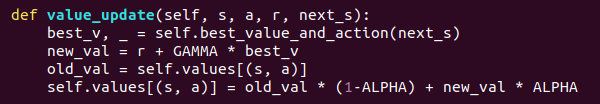 def value_update(self, s, a, r, next_s):
    best_v, _ = self.best_value_and_action(next_s)
    new_val = r + GAMMA * best_v
    old_val = self.values[(s, a)]
    self.values[(s, a)] = old_val * (1-ALPHA) + new_val * ALPHA